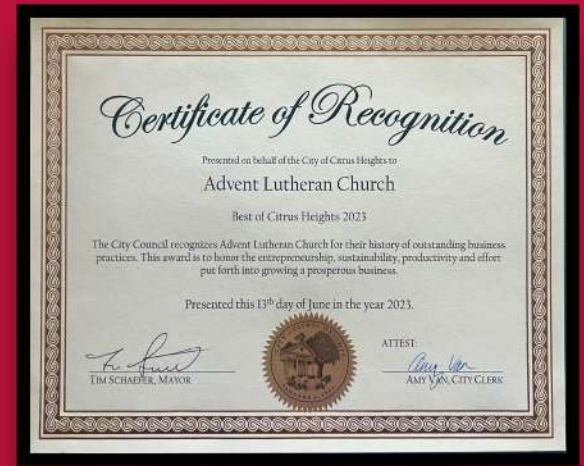 Certificate of Recognition
Presented on behalf of the City of Citrus Heights to
Advent Lutheran Church
Best of Citrus Heights 2023
The City Council recognizes Advent Lutheran Church for their history of outstanding business
practices. This award is to honor the entrepreneurship, sustainability, productivity and effort
put forth into growing a prosperous business.
Presented this 13th day of June in the year 2023.
ATTEST:
TIM SCHAEFER, MAYOR
Amy Van
AMY VAN, CITY CLERK